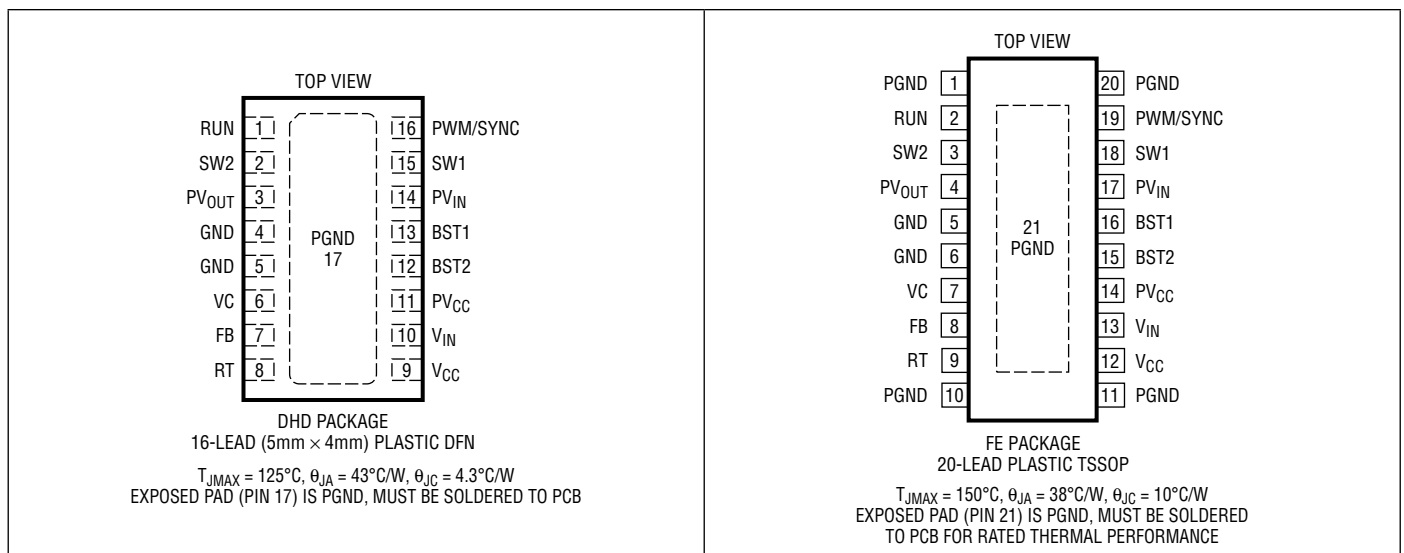 TOP VIEW
RUN 1 16 PWM/SYNC
SW2 2 15 SW1
PVOUT 3 14 PVIN
GND 4 13 BST1
GND 5 12 BST2
VC 6 11 PVCC
FB 7 10 VIN
RT 8 9 VCC
PGND
17
DHD PACKAGE
16-LEAD (5mm × 4mm) PLASTIC DFN
TJMAX = 125°C, θJA = 43°C/W, θJC = 4.3°C/W
EXPOSED PAD (PIN 17) IS PGND, MUST BE SOLDERED TO PCB
TOP VIEW
PGND 1 20 PGND
RUN 2 19 PWM/SYNC
SW2 3 18 SW1
PVOUT 4 17 PVIN
GND 5 16 BST1
GND 6 15 BST2
VC 7 14 PVCC
FB 8 13 VIN
RT 9 12 VCC
PGND 10 11 PGND
21
PGND
FE PACKAGE
20-LEAD PLASTIC TSSOP
TJMAX = 150°C, θJA = 38°C/W, θJC = 10°C/W
EXPOSED PAD (PIN 21) IS PGND, MUST BE SOLDERED
TO PCB FOR RATED THERMAL PERFORMANCE